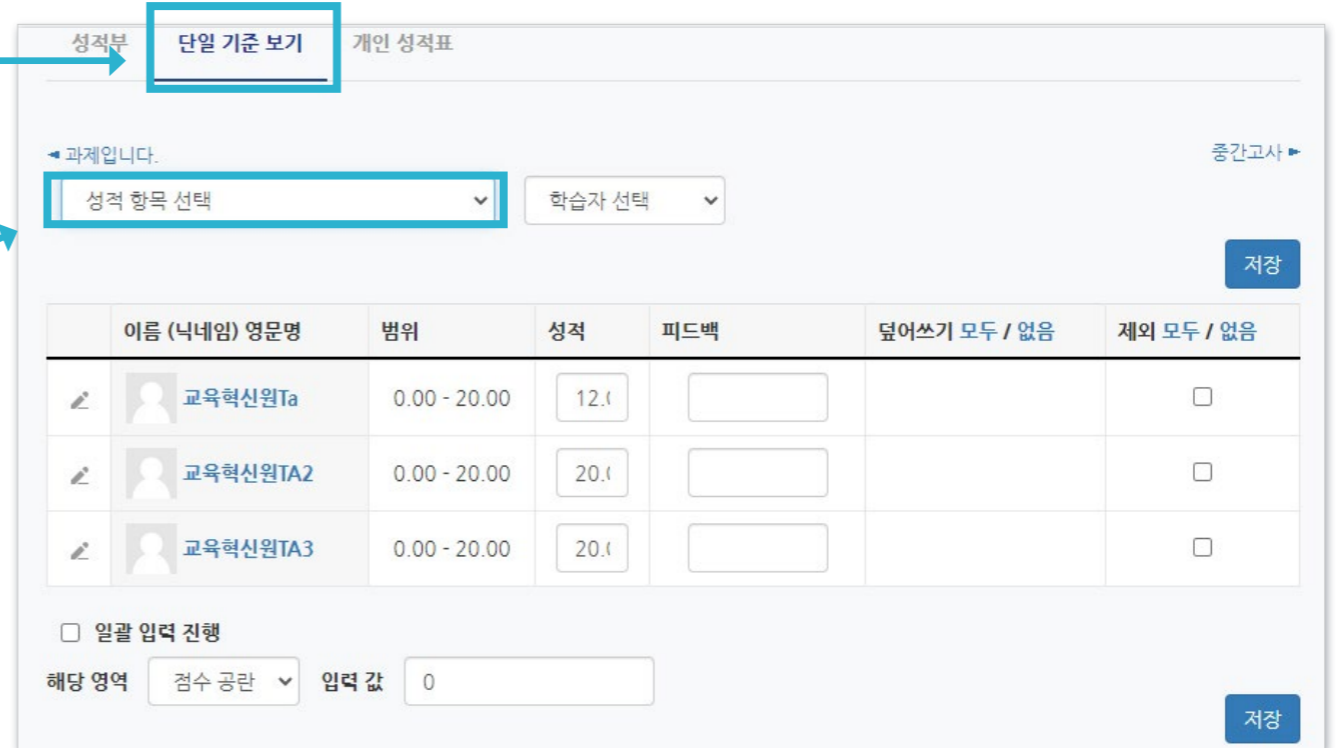 성적부 단일 기준 보기 개인 성적표
◄ 과제입니다. 중간고사 ►
성적 항목 선택 학습자 선택
저장
이름 (닉네임) 영문명 범위 성적 피드백 덮어쓰기 모두 / 없음 제외 모두 / 없음
교육혁신원Ta 0.00 - 20.00 12.0
교육혁신원TA2 0.00 - 20.00 20.0
교육혁신원TA3 0.00 - 20.00 20.0
일괄 입력 진행
해당 영역 점수 공란 입력 값 0
저장